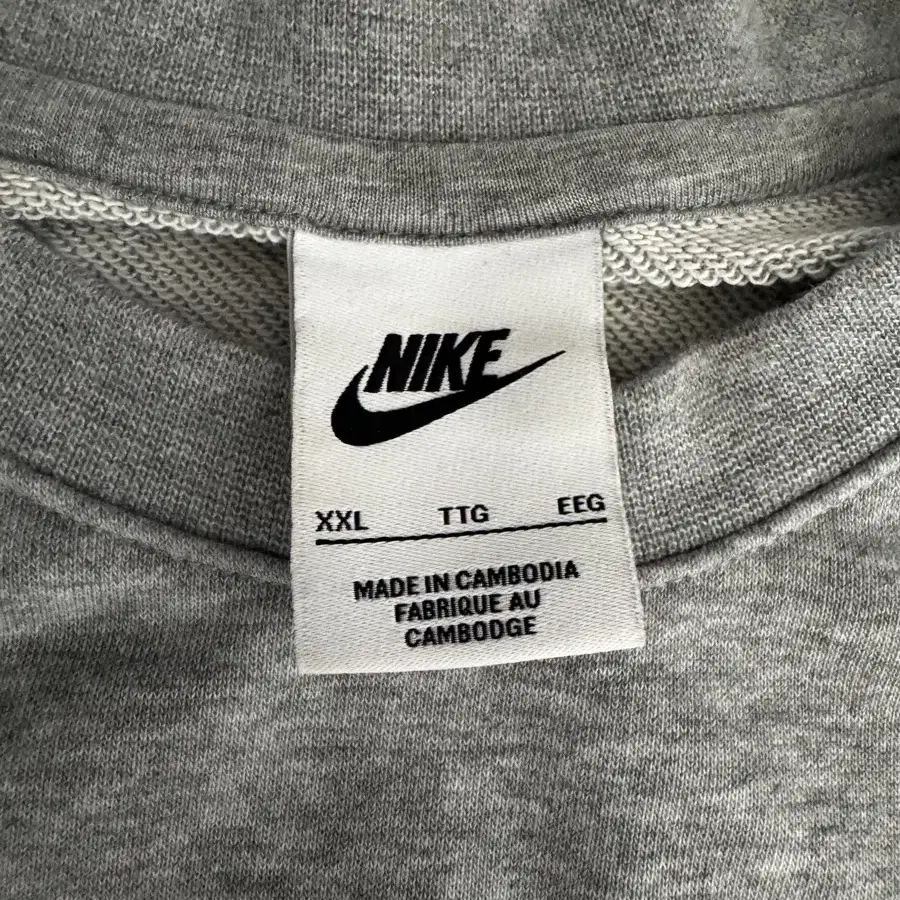 NIKE
XXL TTG EEG
MADE IN CAMBODIA
FABRIQUE AU
CAMBODGE